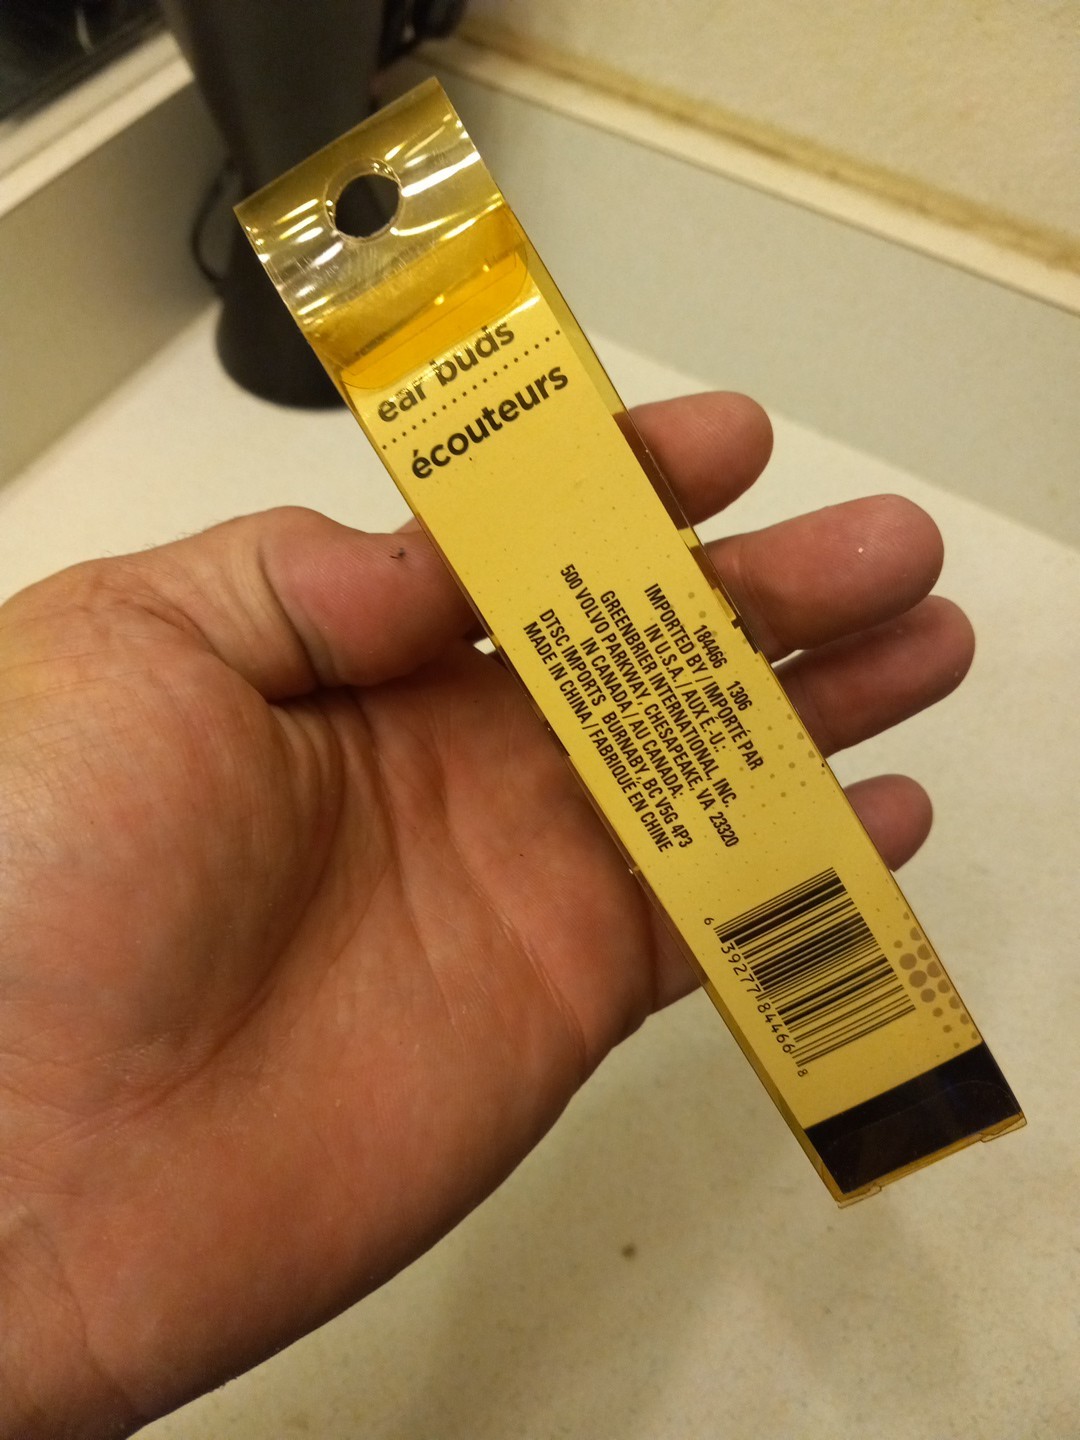 ear buds
écouteurs
184466 1306
IMPORTED BY / IMPORTÉ PAR
IN U.S.A. / AUX É.-U.:
GREENBRIER INTERNATIONAL, INC.
500 VOLVO PARKWAY, CHESAPEAKE, VA 23320
IN CANADA / AU CANADA:
DTSC IMPORTS BURNABY, BC V5G 4P3
MADE IN CHINA / FABRIQUÉ EN CHINE
6 39277 84466 8